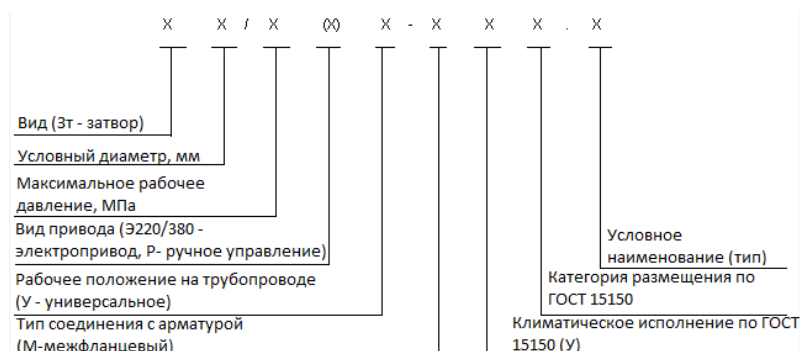 X X / X (X) X - X X X . X
Вид (Зт - затвор)
Условный диаметр, мм
Максимальное рабочее
давление, МПа
Вид привода (Э220/380 -
электропривод, Р- ручное управление)
Рабочее положение на трубопроводе
(У - универсальное)
Тип соединения с арматурой
(М-межфланцевый)
Условное
наименование (тип)
Категория размещения по
ГОСТ 15150
Климатическое исполнение по ГОСТ
15150 (У)